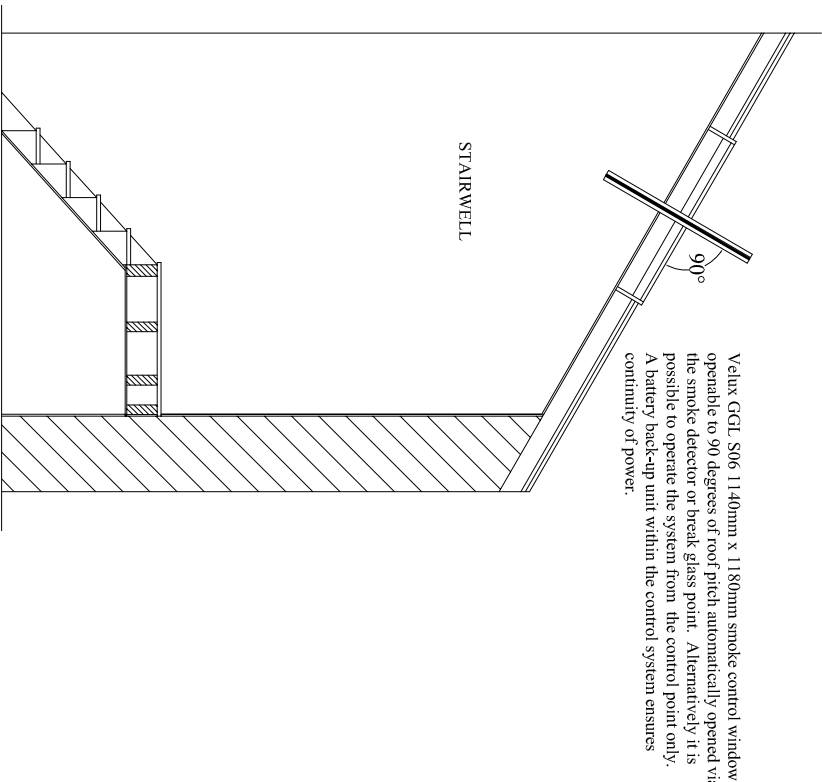 STAIRWELL
90°
Velux GGL S06 1140mm x 1180mm smoke control window
openable to 90 degrees of roof pitch automatically opened via
the smoke detector or break glass point. Alternatively it is
possible to operate the system from the control point only.
A battery back-up unit within the control system ensures
continuity of power.